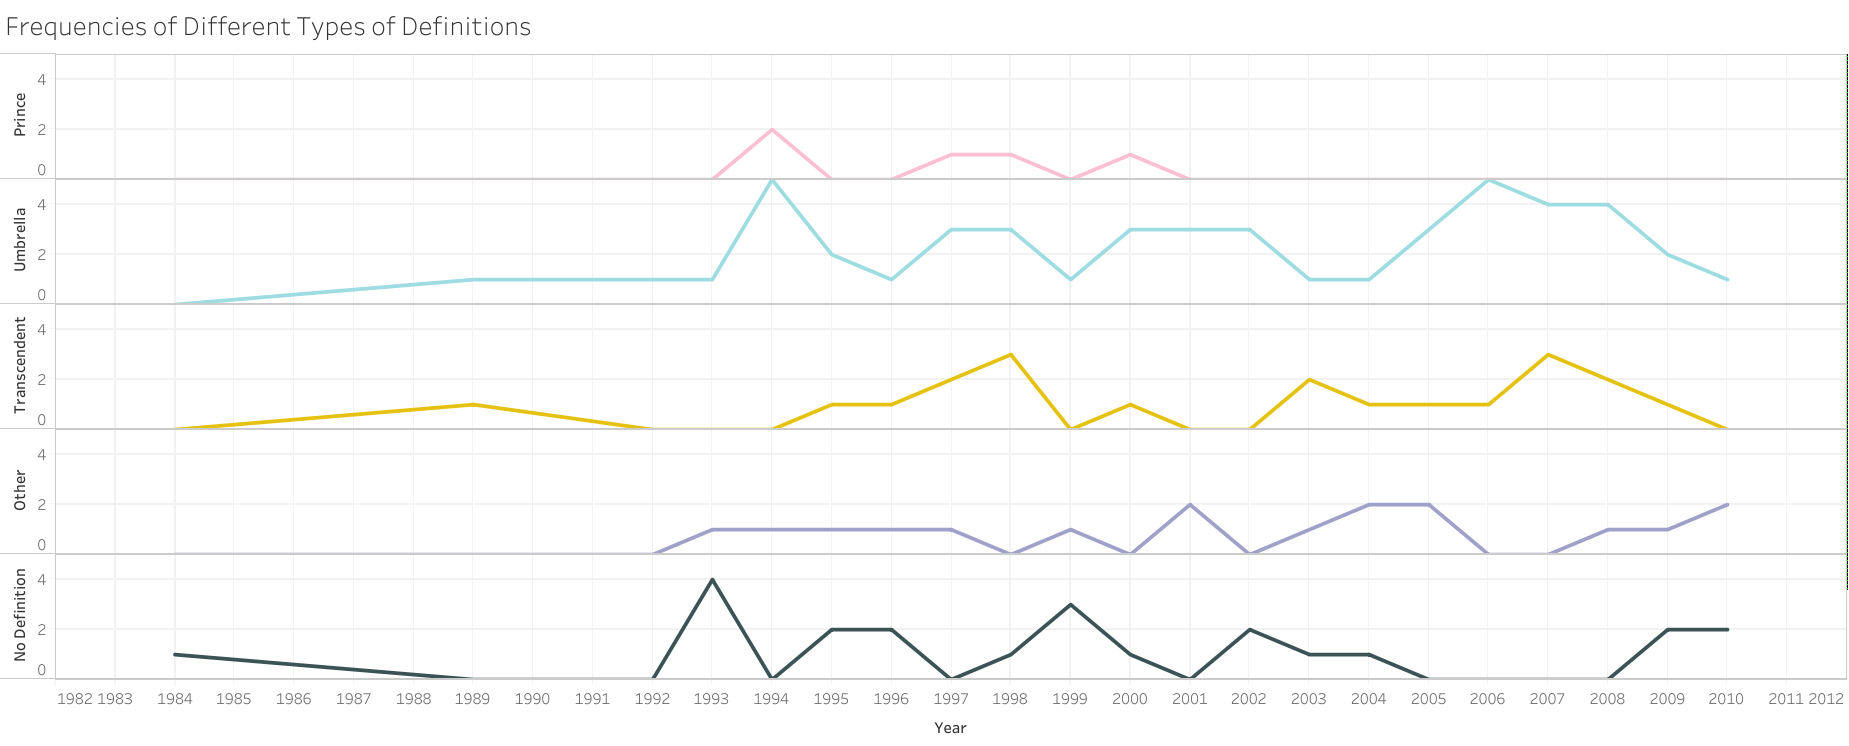 Frequencies of Different Types of Definitions
Prince
4
2
0
Umbrella
4
2
0
Transcendent
4
2
0
Other
4
2
0
No Definition
4
2
0
1982 1983 1984 1985 1986 1987 1988 1989 1990 1991 1992 1993 1994 1995 1996 1997 1998 1999 2000 2001 2002 2003 2004 2005 2006 2007 2008 2009 2010 2011 2012
Year